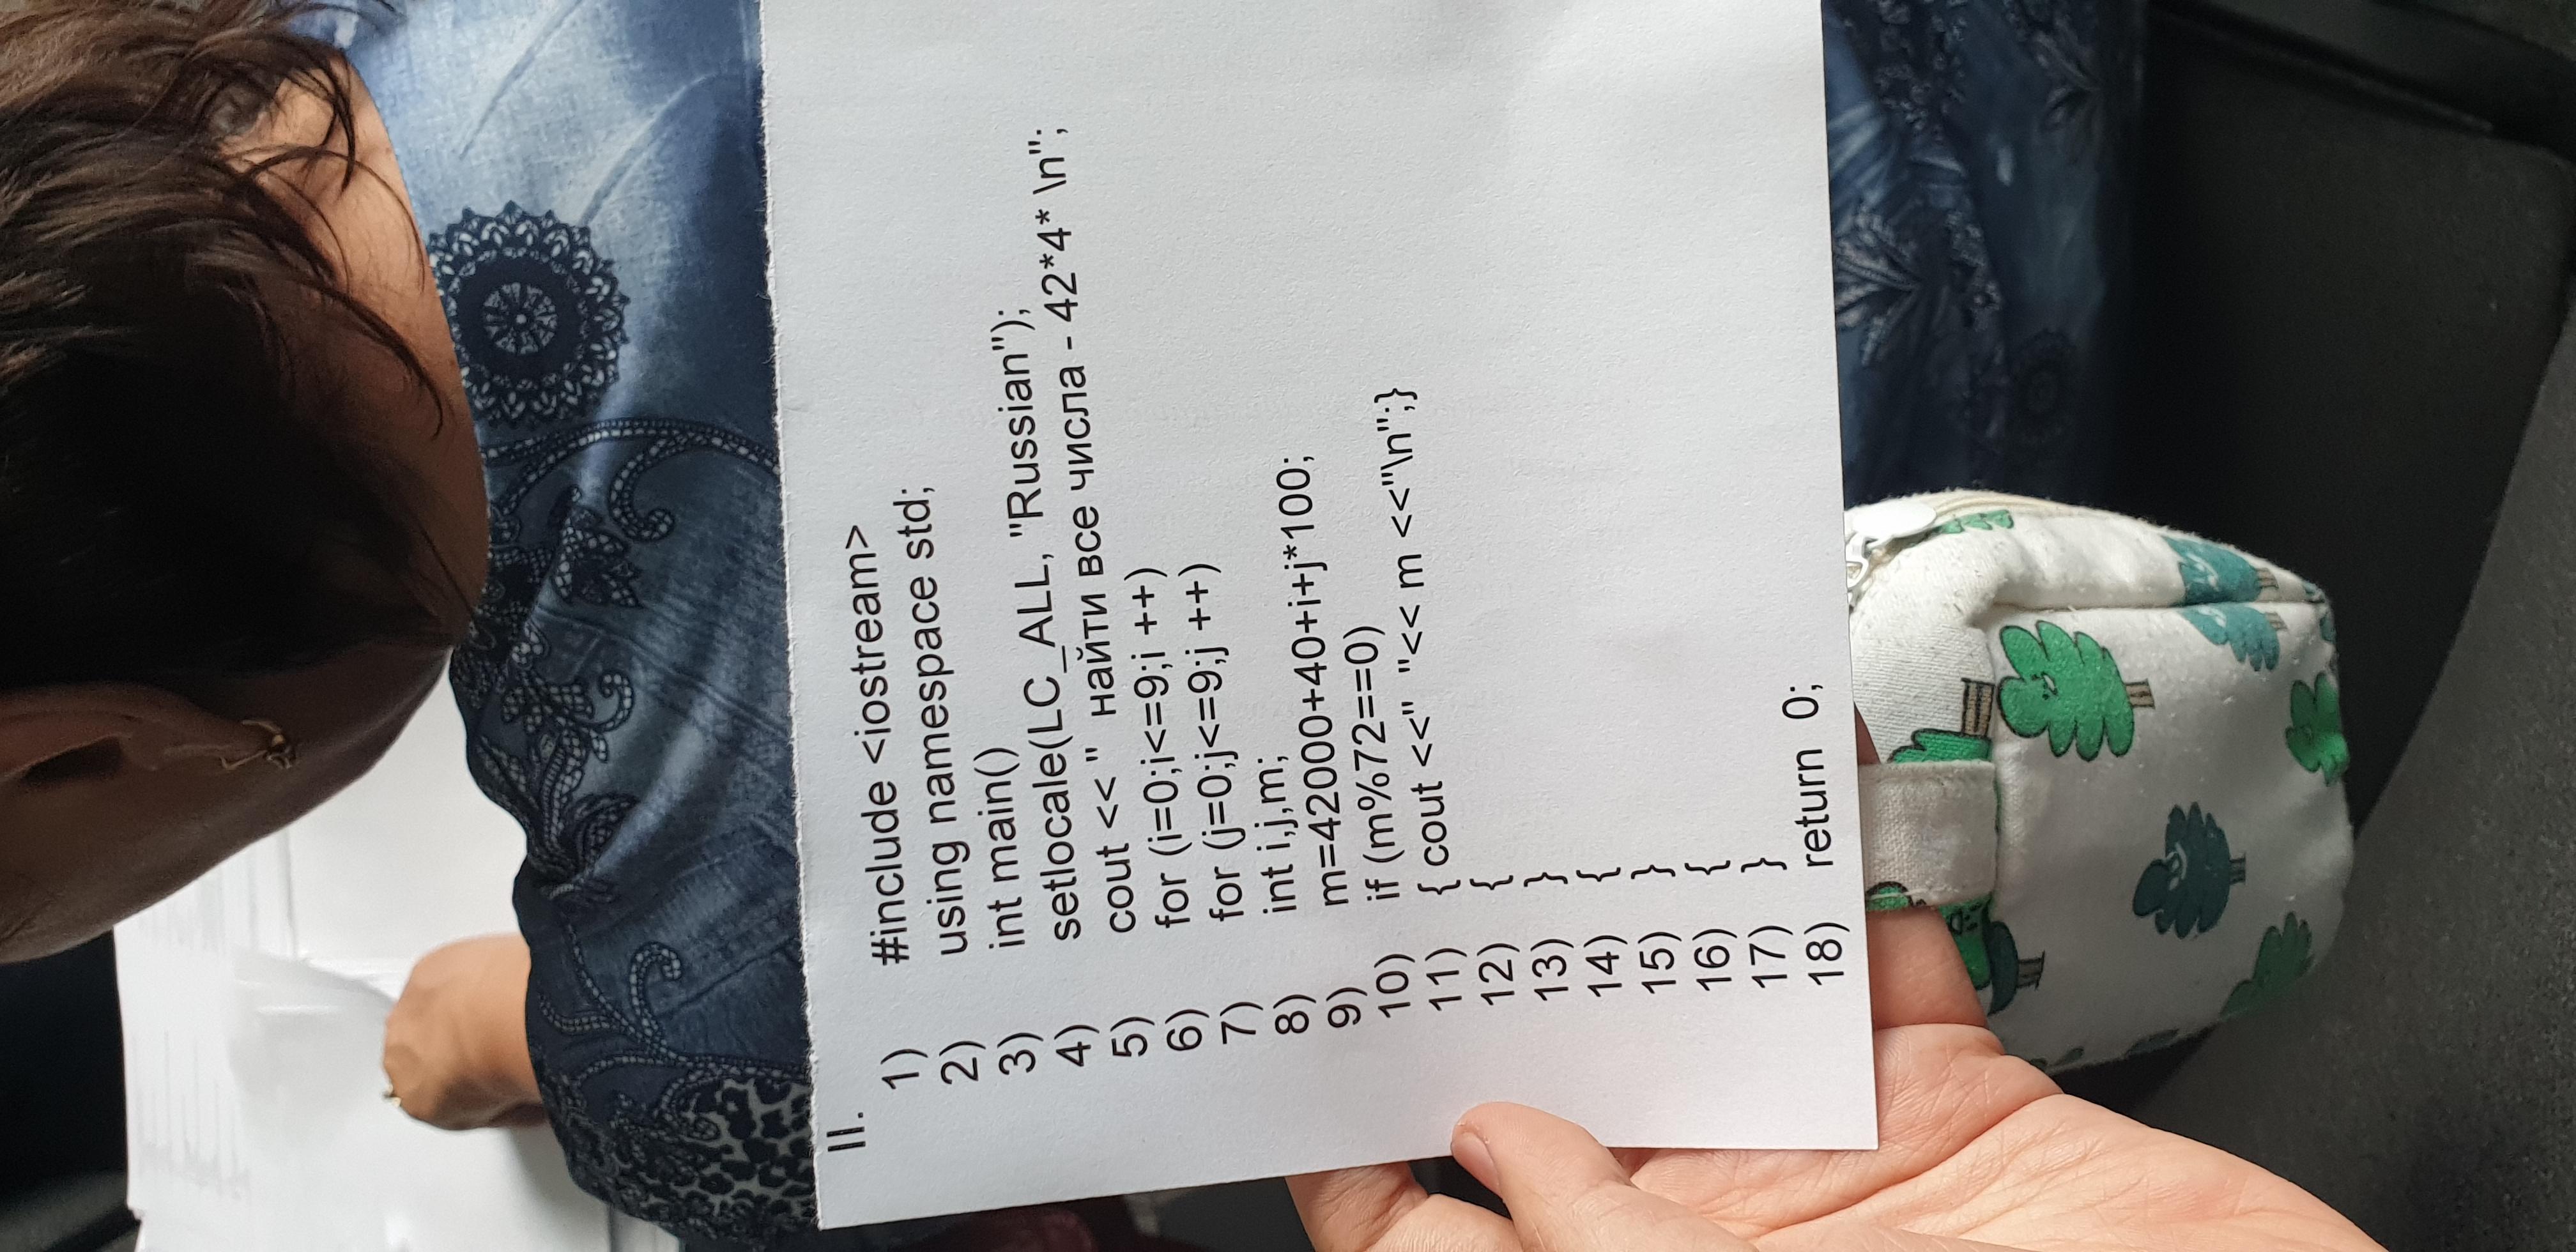 II.
1) #include <iostream>
2) using namespace std;
3) int main()
4) setlocale(LC_ALL, "Russian");
5) cout << " найти все числа - 42*4* \n";
6) for (i=0;i<=9;i ++)
7) for (j=0;j<=9;j ++)
8) int i,j,m;
9) m=42000+40+i+j*100;
10) if (m%72==0)
11) { cout <<" "<< m <<"\n";}
12) {
13) }
14) {
15) }
16) {
17) }
18) return 0;